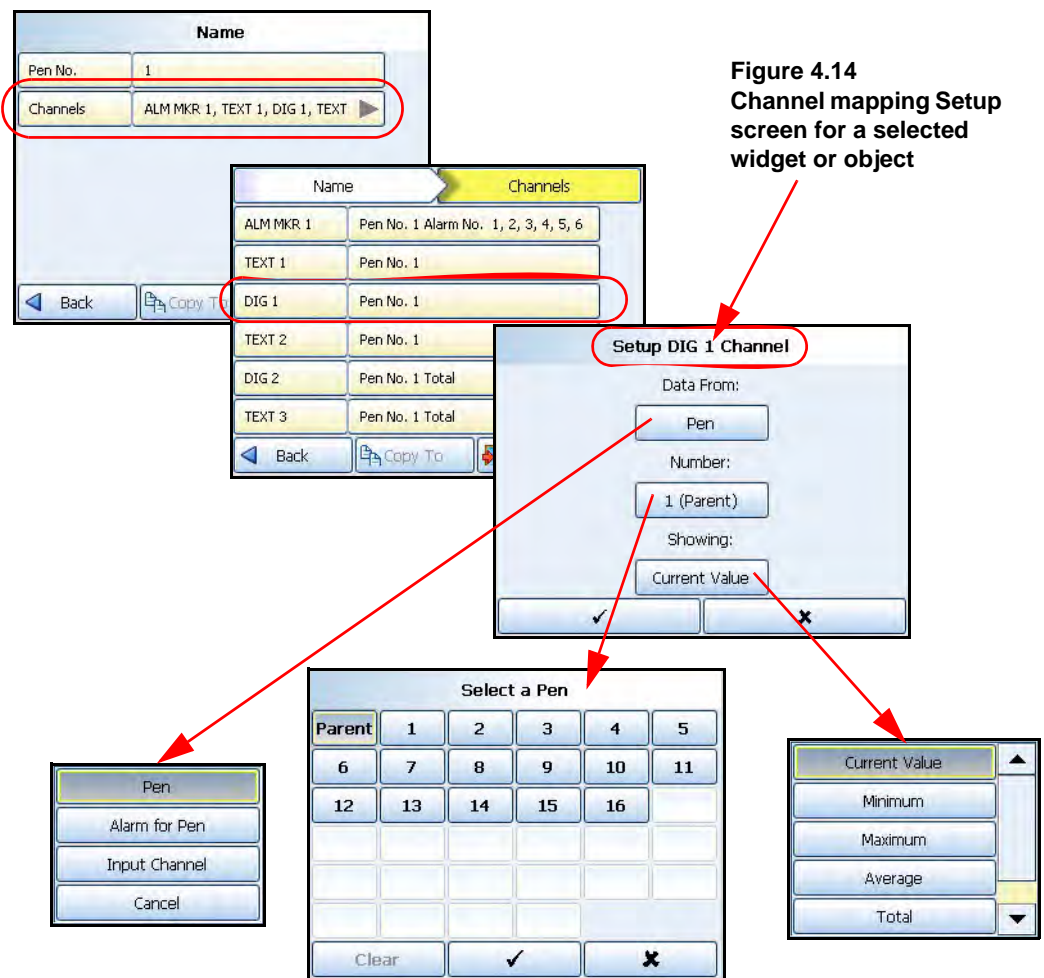 Name
Pen No. 1
Channels ALM MKR 1, TEXT 1, DIG 1, TEXT
Back Copy To
Figure 4.14
Channel mapping Setup
screen for a selected
widget or object
Name Channels
ALM MKR 1 Pen No. 1 Alarm No. 1, 2, 3, 4, 5, 6
TEXT 1 Pen No. 1
DIG 1 Pen No. 1
TEXT 2 Pen No. 1
DIG 2 Pen No. 1 Total
TEXT 3 Pen No. 1 Total
Back Copy To
Setup DIG 1 Channel
Data From:
Pen
Number:
1 (Parent)
Showing:
Current Value
Pen
Alarm for Pen
Input Channel
Cancel
Select a Pen
Parent 1 2 3 4 5
6 7 8 9 10 11
12 13 14 15 16
Clear
Current Value
Minimum
Maximum
Average
Total